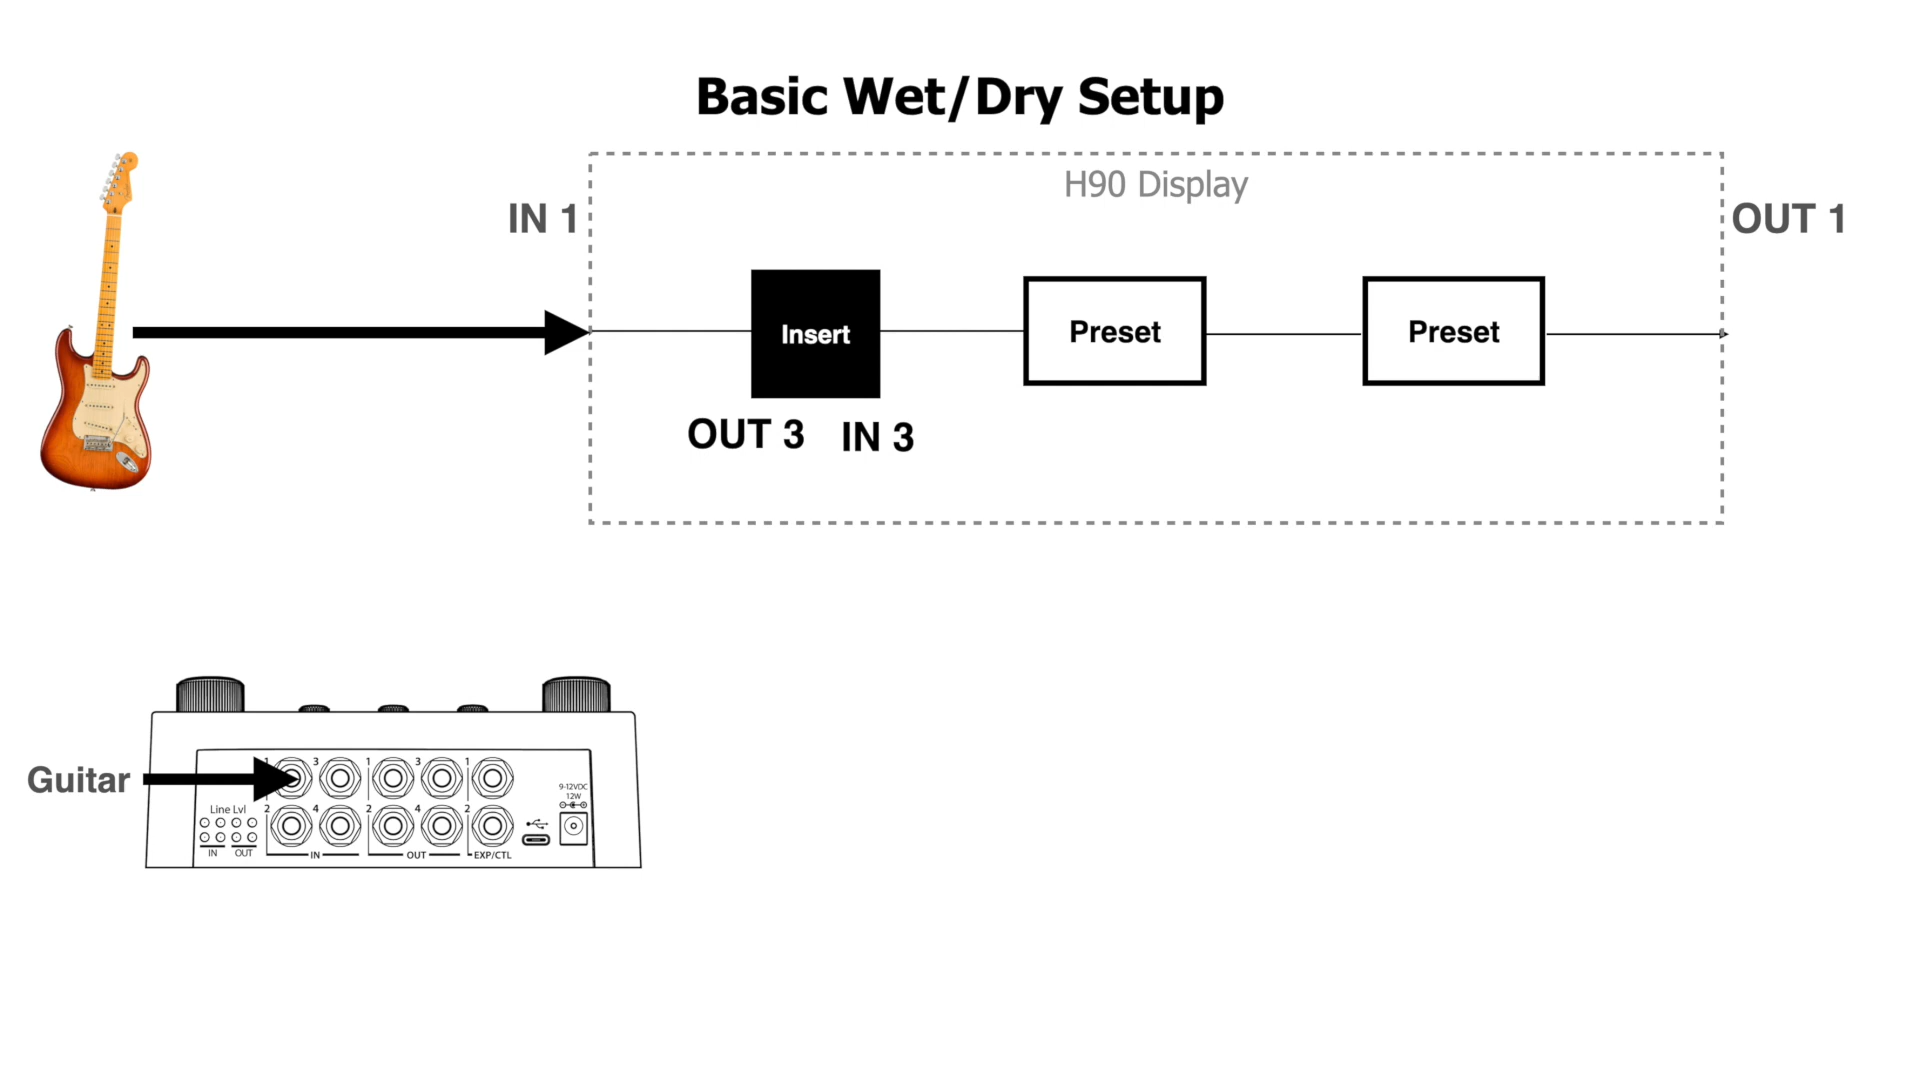 Basic Wet/Dry Setup
H90 Display
IN 1
OUT 1
Insert
Preset
Preset
OUT 3
IN 3
Guitar
1
3
1
3
1
9-12VDC
12W
Line Lvl
2
4
2
4
2
IN
OUT
IN
OUT
EXP/CTL